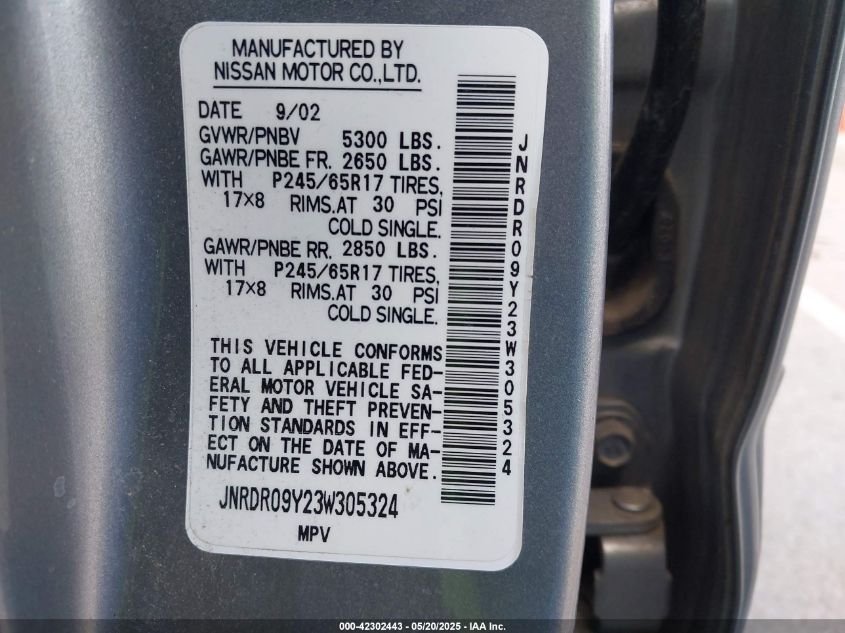 MANUFACTURED BY
NISSAN MOTOR CO.,LTD.
DATE 9/02
GVWR/PNBV 5300 LBS.
GAWR/PNBE FR. 2650 LBS.
WITH P245/65R17 TIRES,
17×8 RIMS.AT 30 PSI
COLD SINGLE.
GAWR/PNBE RR. 2850 LBS.
WITH P245/65R17 TIRES,
17×8 RIMS.AT 30 PSI
COLD SINGLE.
THIS VEHICLE CONFORMS
TO ALL APPLICABLE FED-
ERAL MOTOR VEHICLE SA-
FETY AND THEFT PREVEN-
TION STANDARDS IN EFF-
ECT ON THE DATE OF MA-
NUFACTURE SHOWN ABOVE.
JNRDR09Y23W305324
MPV
JNRDR09Y23W305324
000-42302443 - 05/20/2025 - IAA Inc.